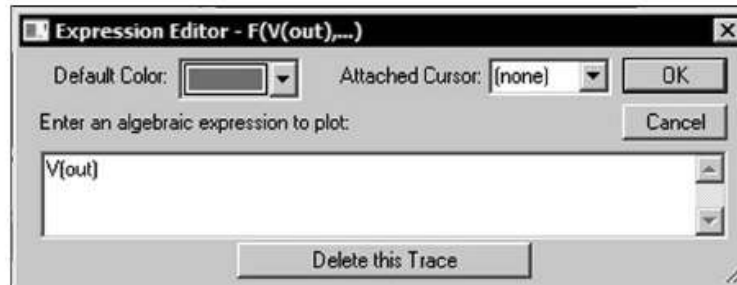 Expression Editor - F(V(out),...)
Default Color: Attached Cursor: (none) OK
Enter an algebraic expression to plot: Cancel
V(out)
Delete this Trace